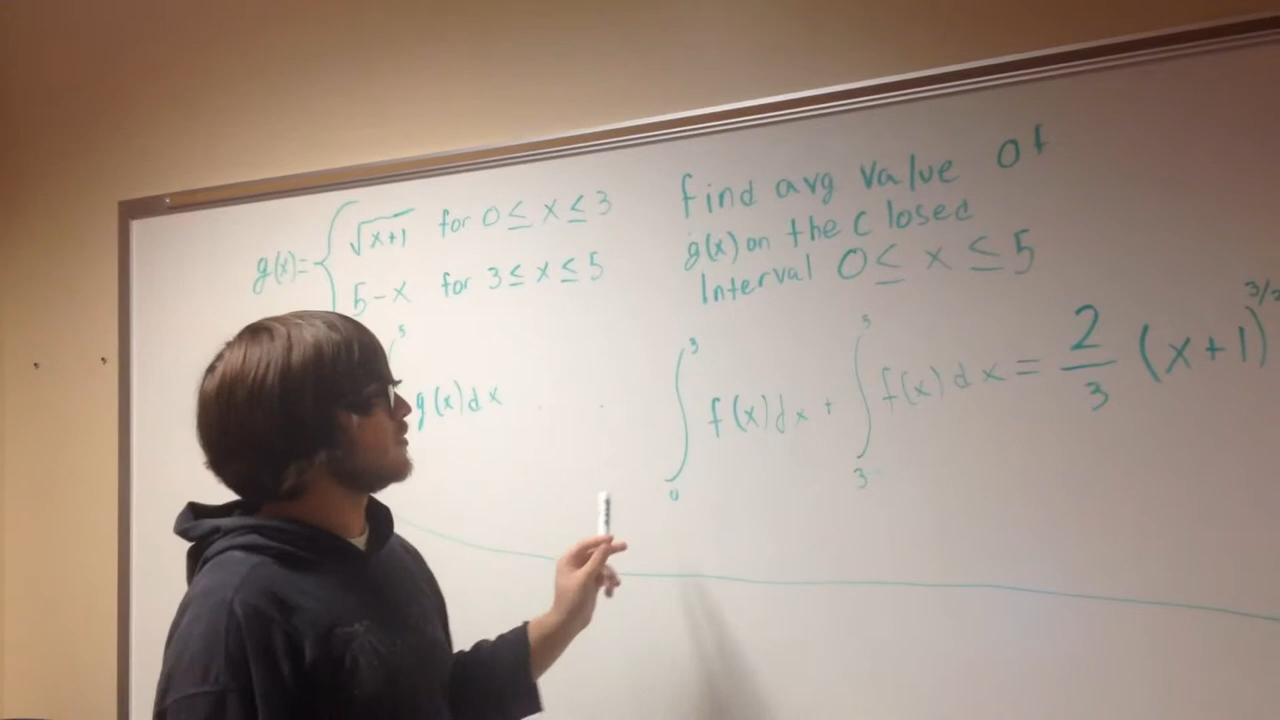 g(x)= { √x+1 for 0 ≤ x ≤ 3
5-x for 3 ≤ x ≤ 5
find avg value of
g(x) on the closed
Interval 0 ≤ x ≤ 5
5
g(x)dx
∫₀³ f(x)dx + ∫₃⁵ f(x)dx = 2/3 (x+1)^3/2